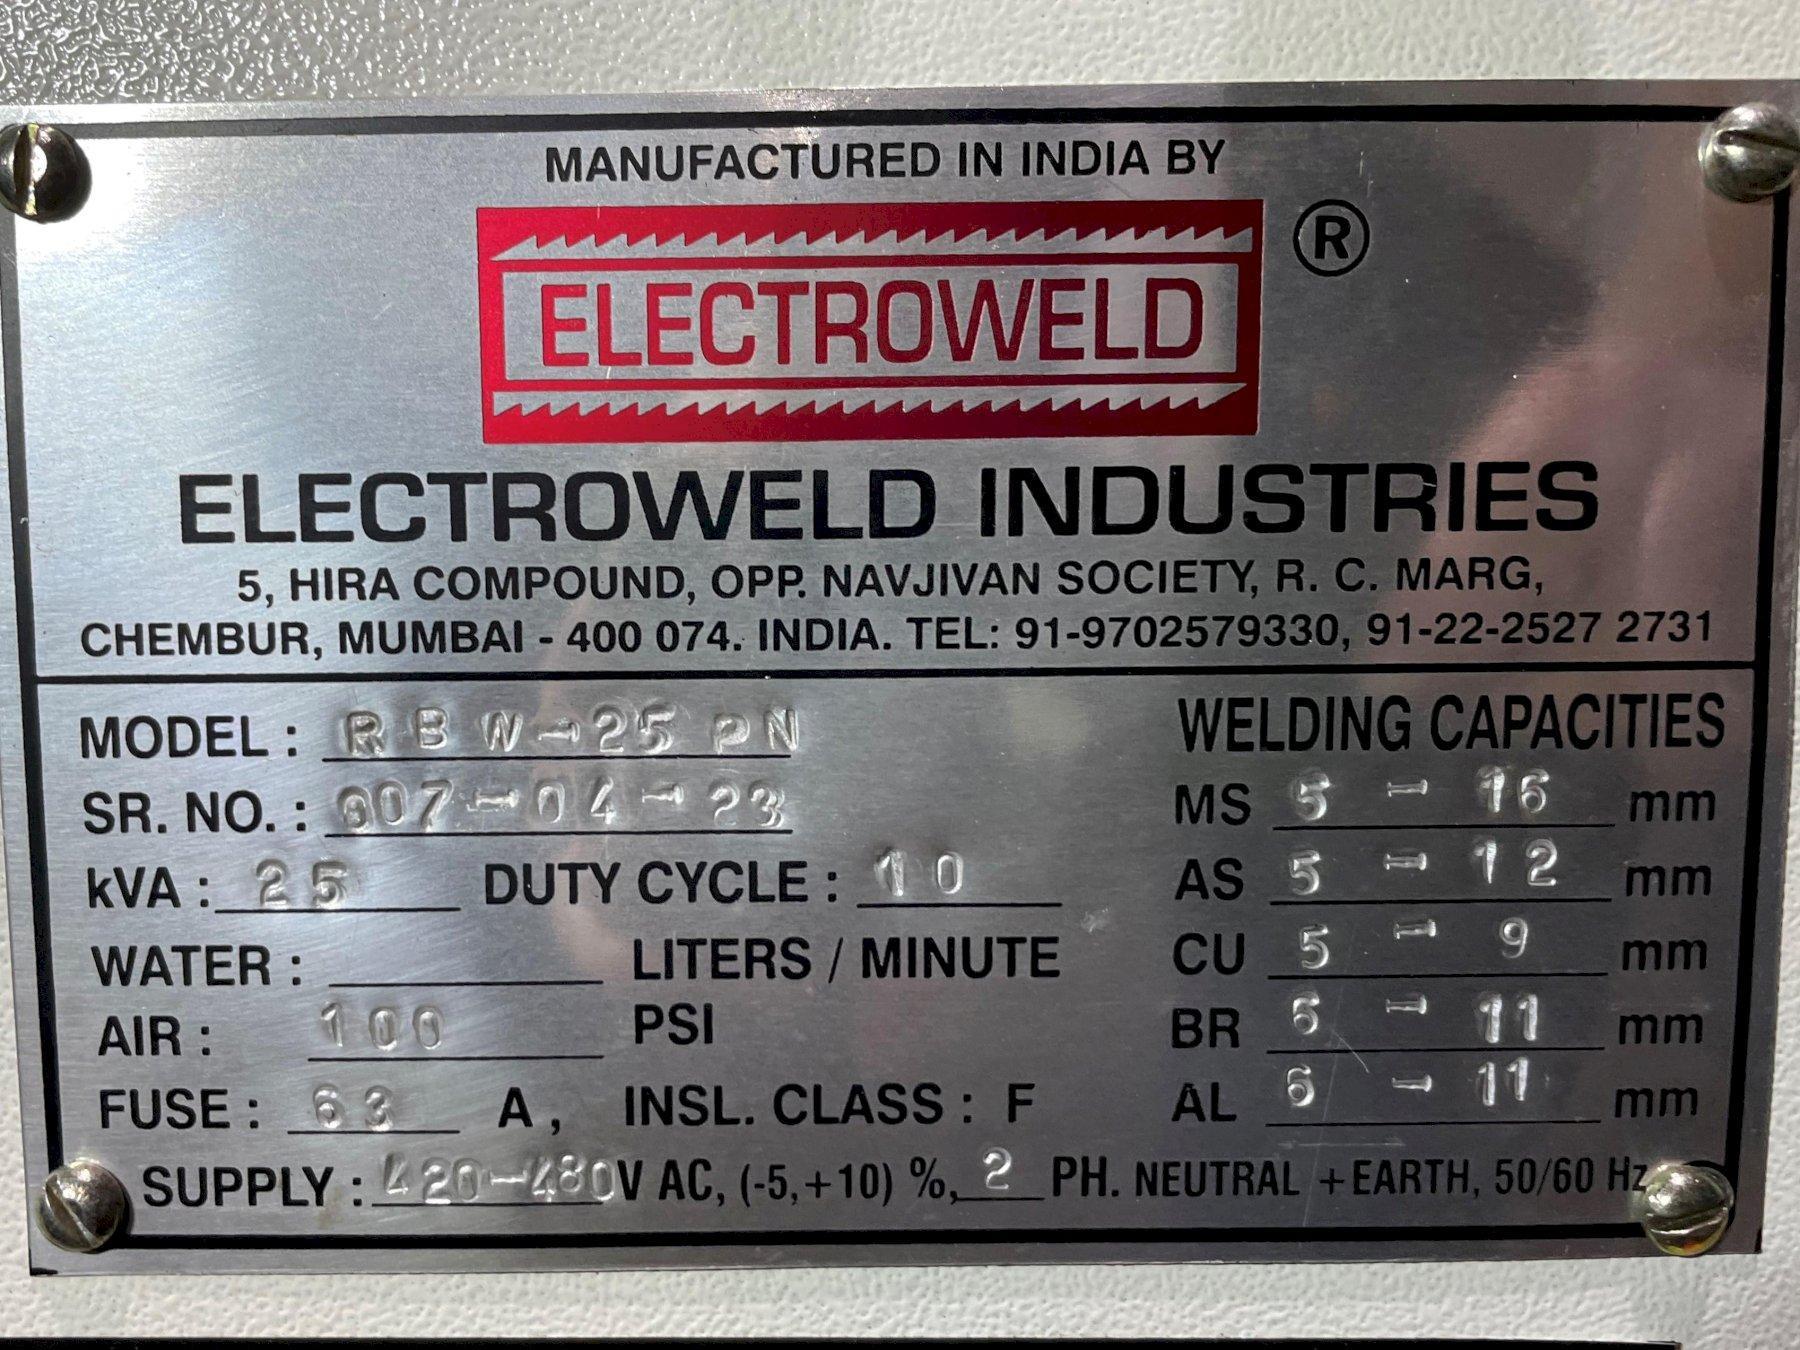 MANUFACTURED IN INDIA BY
ELECTROWELD ®
ELECTROWELD INDUSTRIES
5, HIRA COMPOUND, OPP. NAVJIVAN SOCIETY, R. C. MARG,
CHEMBUR, MUMBAI - 400 074. INDIA. TEL: 91-9702579330, 91-22-2527 2731
MODEL : RBW-25 PN
SR. NO. : 007-04-23
kVA : 25 DUTY CYCLE : 10
WATER : LITERS / MINUTE
AIR : 100 PSI
FUSE : 63 A, INSL. CLASS : F
WELDING CAPACITIES
MS 5 - 16 mm
AS 5 - 12 mm
CU 5 - 9 mm
BR 6 - 11 mm
AL 6 - 11 mm
SUPPLY : 420-480V AC, (-5,+10) %, 2 PH. NEUTRAL +EARTH, 50/60 Hz